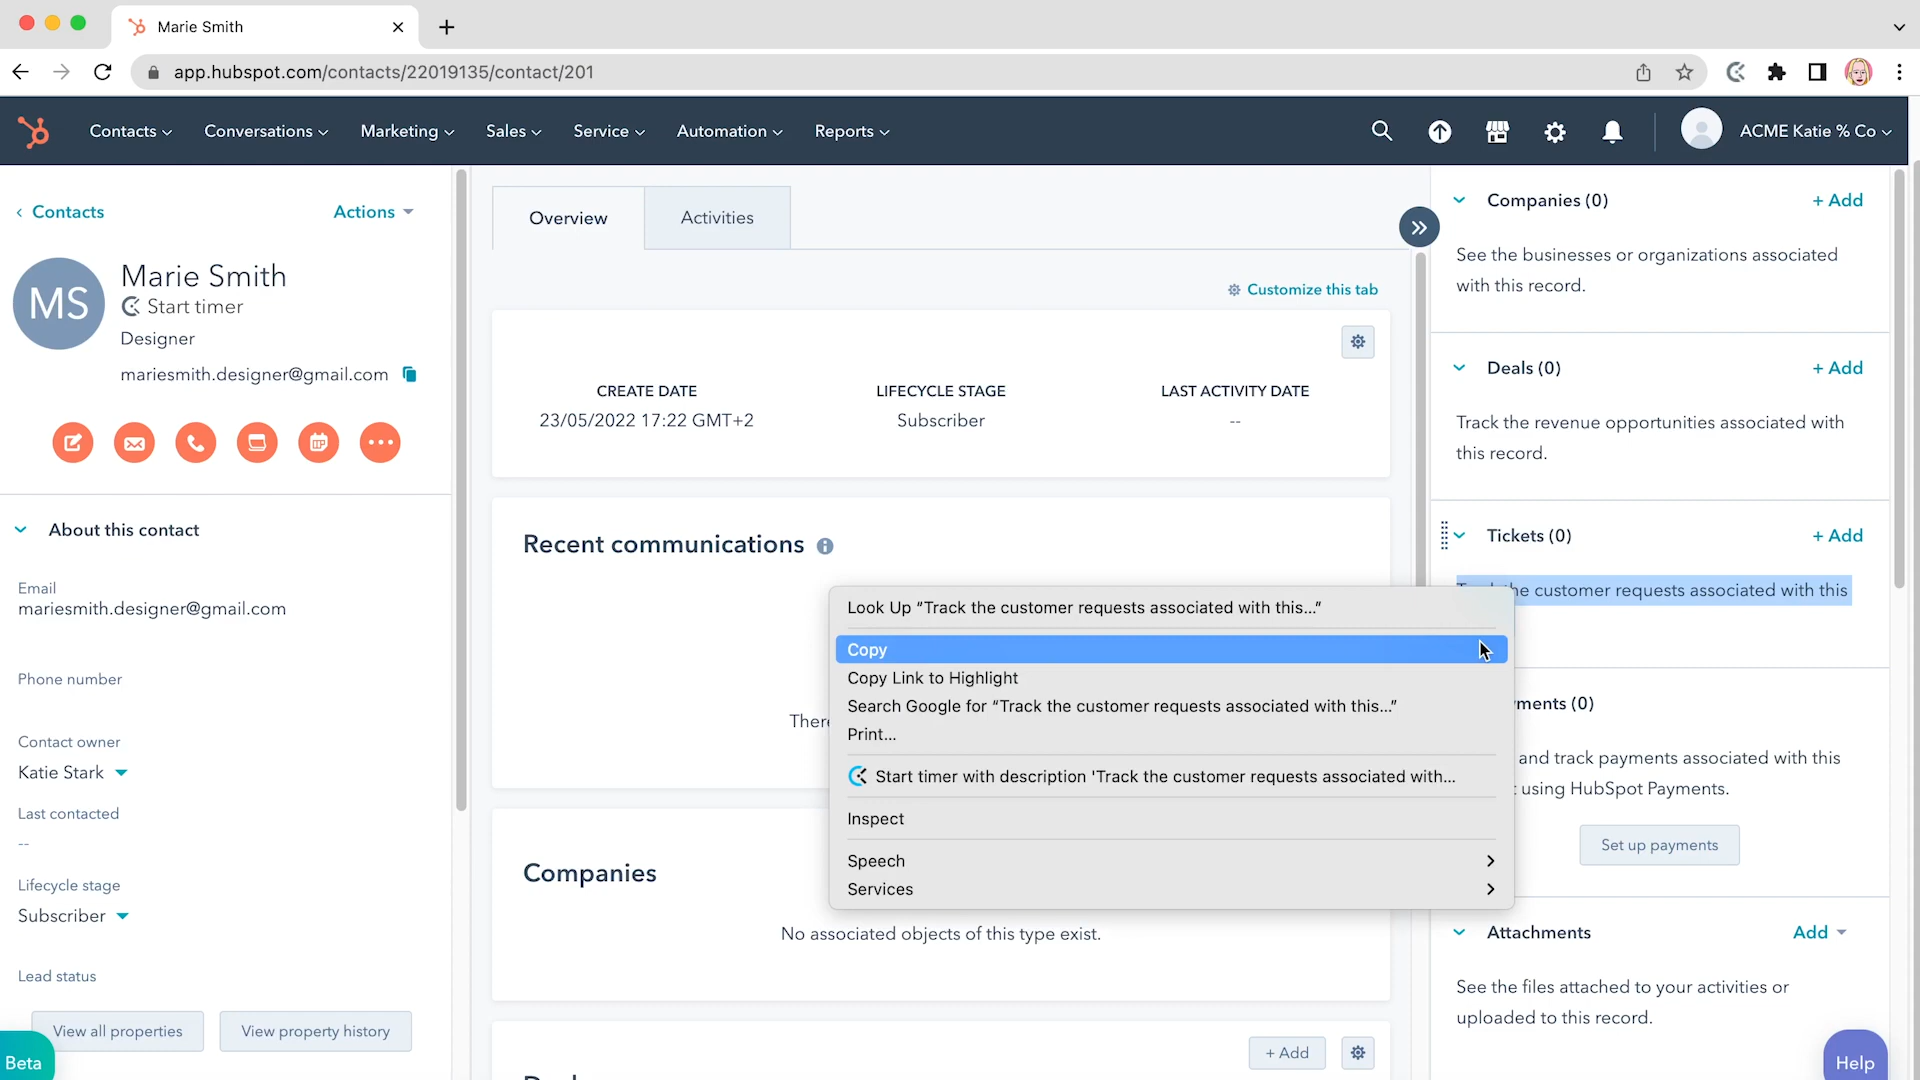 Marie Smith
app.hubspot.com/contacts/22019135/contact/201
Contacts
Conversations
Marketing
Sales
Service
Automation
Reports
ACME Katie % Co
Contacts
Actions
MS
Marie Smith
Start timer
Designer
mariesmith.designer@gmail.com
About this contact
Email
mariesmith.designer@gmail.com
Phone number
Contact owner
Katie Stark
Last contacted
--
Lifecycle stage
Subscriber
Lead status
View all properties
View property history
Beta
Overview
Activities
Customize this tab
CREATE DATE
23/05/2022 17:22 GMT+2
LIFECYCLE STAGE
Subscriber
LAST ACTIVITY DATE
--
Recent communications
Look Up “Track the customer requests associated with this...”
Copy
Copy Link to Highlight
Search Google for “Track the customer requests associated with this...”
Print...
Start timer with description 'Track the customer requests associated with...
Inspect
Speech
Services
Companies
No associated objects of this type exist.
+ Add
Companies (0)
+ Add
See the businesses or organizations associated
with this record.
Deals (0)
+ Add
Track the revenue opportunities associated with
this record.
Tickets (0)
+ Add
customer requests associated with this
(0)
and track payments associated with this
using HubSpot Payments.
Set up payments
Attachments
Add
See the files attached to your activities or
uploaded to this record.
Help